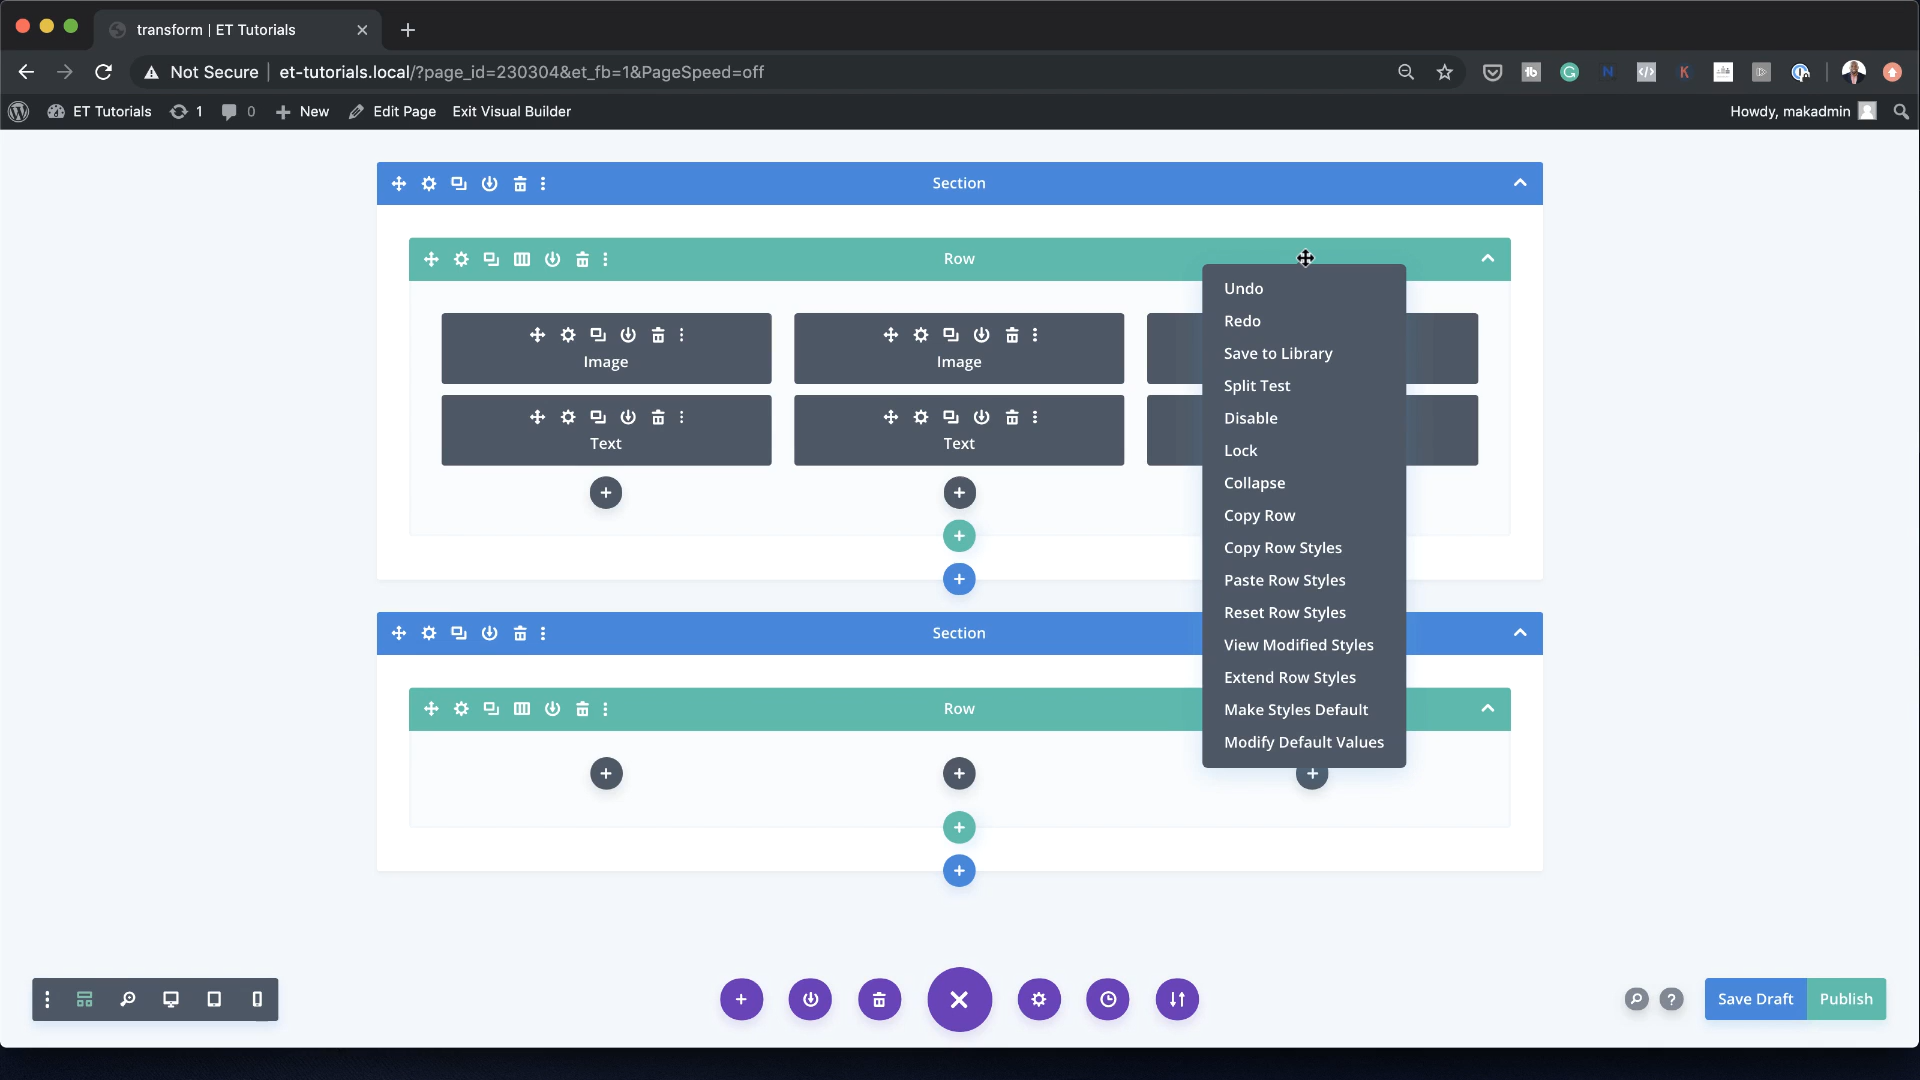 transform | ET Tutorials
Not Secure
et-tutorials.local/?page_id=230304&et_fb=1&PageSpeed=off
ET Tutorials
1
0
New
Edit Page
Exit Visual Builder
Howdy, makadmin
Section
Row
Image
Image
Text
Text
Undo
Redo
Save to Library
Split Test
Disable
Lock
Collapse
Copy Row
Copy Row Styles
Paste Row Styles
Reset Row Styles
View Modified Styles
Extend Row Styles
Make Styles Default
Modify Default Values
Section
Row
Save Draft
Publish